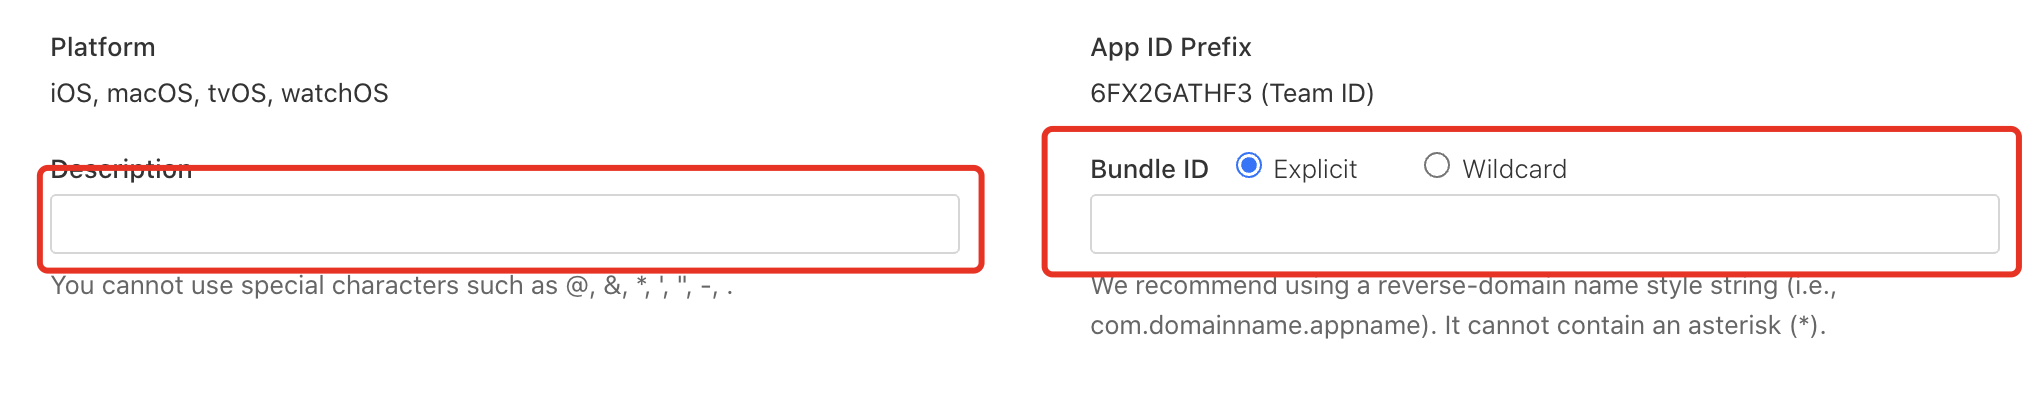 Platform
iOS, macOS, tvOS, watchOS
App ID Prefix
6FX2GATHF3 (Team ID)
Description
You cannot use special characters such as @, &, *, ', ", -, .
Bundle ID Explicit Wildcard
We recommend using a reverse-domain name style string (i.e.,
com.domainname.appname). It cannot contain an asterisk (*).